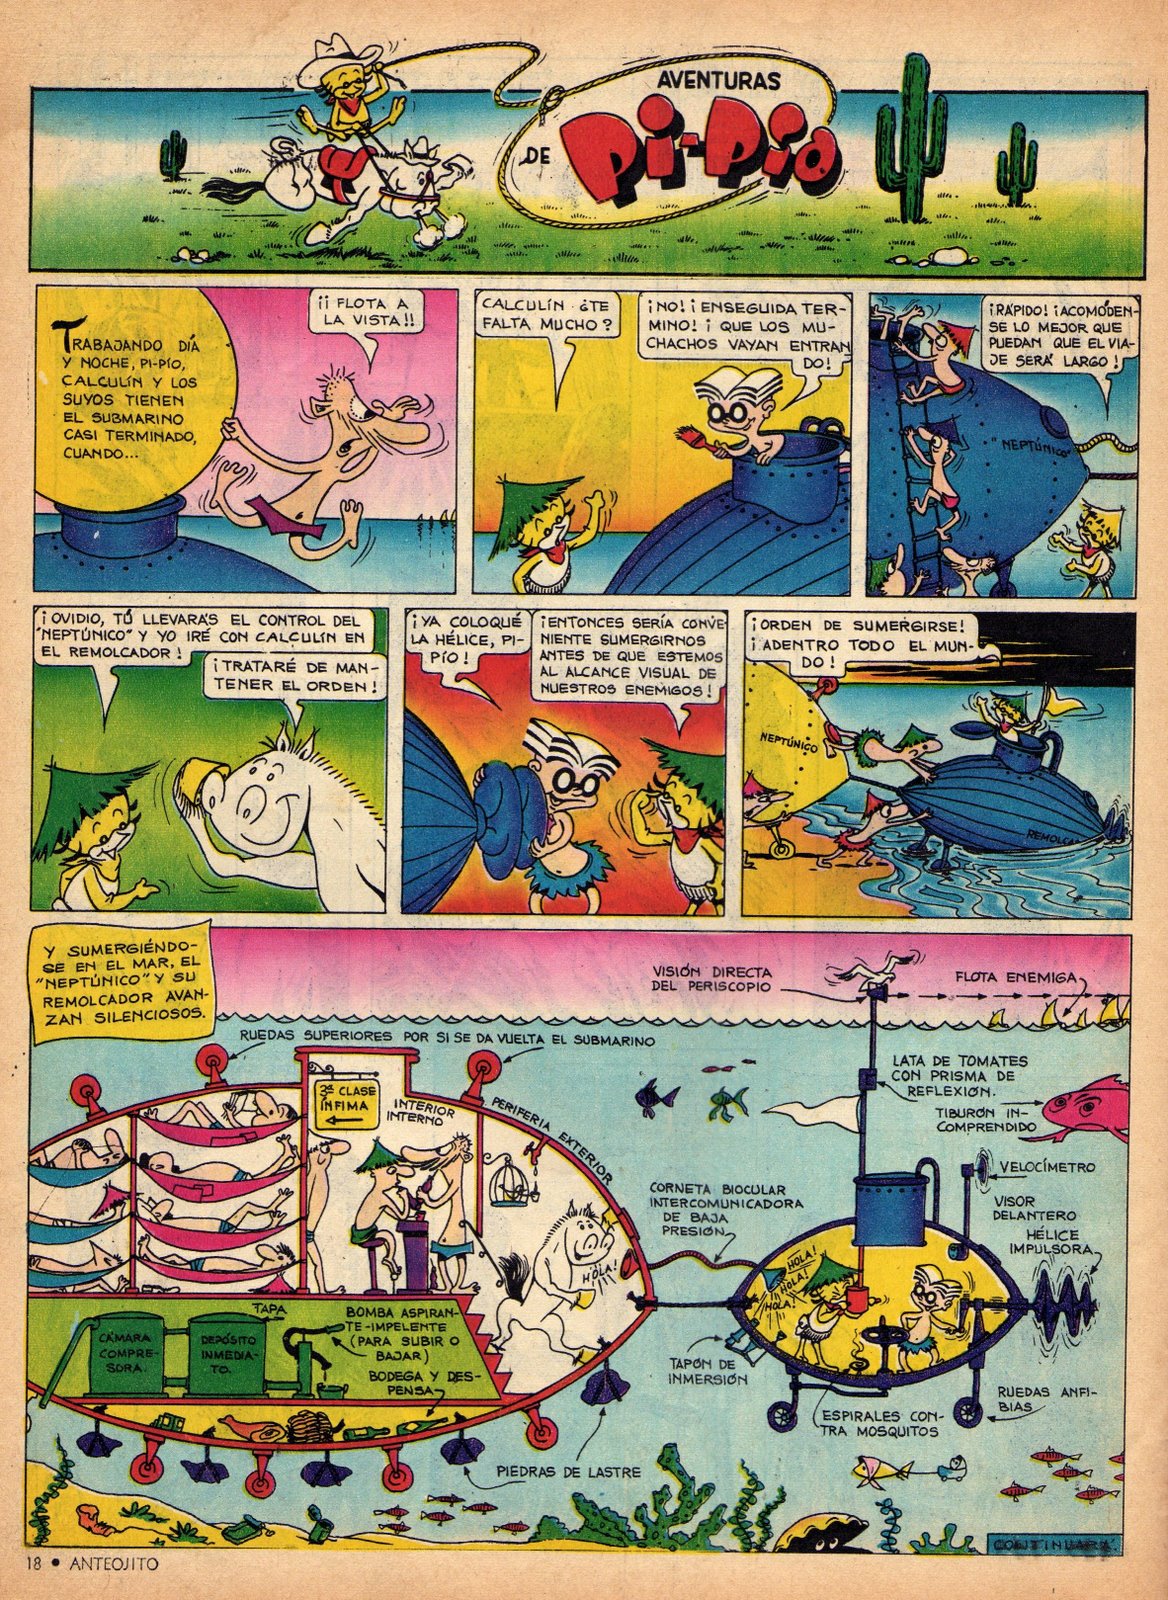 AVENTURAS
DE PI-PÍO
TRABAJANDO DÍA
Y NOCHE, PI-PÍO,
CALCULÍN Y LOS
SUYOS TIENEN
EL SUBMARINO
CASI TERMINADO,
CUANDO...
¡¡FLOTA A
LA VISTA!!
CALCULÍN ¿TE
FALTA MUCHO?
¡NO! ¡ENSEGUIDA TER-
MINO! ¡QUE LOS MU-
CHACHOS VAYAN ENTRAN
DO!
¡RÁPIDO! ¡ACOMÓDEN-
SE LO MEJOR QUE
PUEDAN QUE EL VIA-
JE SERÁ LARGO!
"NEPTÚNICO"
¡OVIDIO, TÚ LLEVARÁS EL CONTROL DEL
"NEPTÚNICO" Y YO IRÉ CON CALCULÍN EN
EL REMOLCADOR!
¡TRATARÉ DE MAN-
TENER EL ORDEN!
¡YA COLOQUÉ
LA HÉLICE, PI-
PÍO!
¡ENTONCES SERÍA CONVE-
NIENTE SUMERGIRNOS
ANTES DE QUE ESTEMOS
AL ALCANCE VISUAL DE
NUESTROS ENEMIGOS!
¡ORDEN DE SUMERGIRSE!
¡ADENTRO TODO EL MUN-
DO!
NEPTÚNICO
REMOLCA
Y SUMERGIÉNDO-
SE EN EL MAR, EL
"NEPTÚNICO" Y SU
REMOLCADOR AVAN-
ZAN SILENCIOSOS.
VISIÓN DIRECTA
DEL PERISCOPIO
FLOTA ENEMIGA
RUEDAS SUPERIORES POR SI SE DA VUELTA EL SUBMARINO
LATA DE TOMATES
CON PRISMA DE
REFLEXIÓN.
TIBURÓN IN-
COMPRENDIDO
3ª CLASE
ÍNFIMA
INTERIOR
INTERNO
PERIFERIA EXTERIOR
VELOCÍMETRO
CORNETA BIOCULAR
INTERCOMUNICADORA
DE BAJA
PRESIÓN
VISOR
DELANTERO
HÉLICE
IMPULSORA
HOLA!
HOLA!
HOLA!
HOLA!
TAPA
BOMBA ASPIRAN-
TE-IMPELENTE
(PARA SUBIR O
BAJAR)
CÁMARA
COMPRE-
SORA.
DEPÓSITO
INMEDIA-
TO.
BODEGA Y DES-
PENSA
TAPÓN DE
INMERSIÓN
RUEDAS ANFI-
BIAS
ESPIRALES CON-
TRA MOSQUITOS
PIEDRAS DE LASTRE
CONTINUARÁ
18 • ANTEOJITO